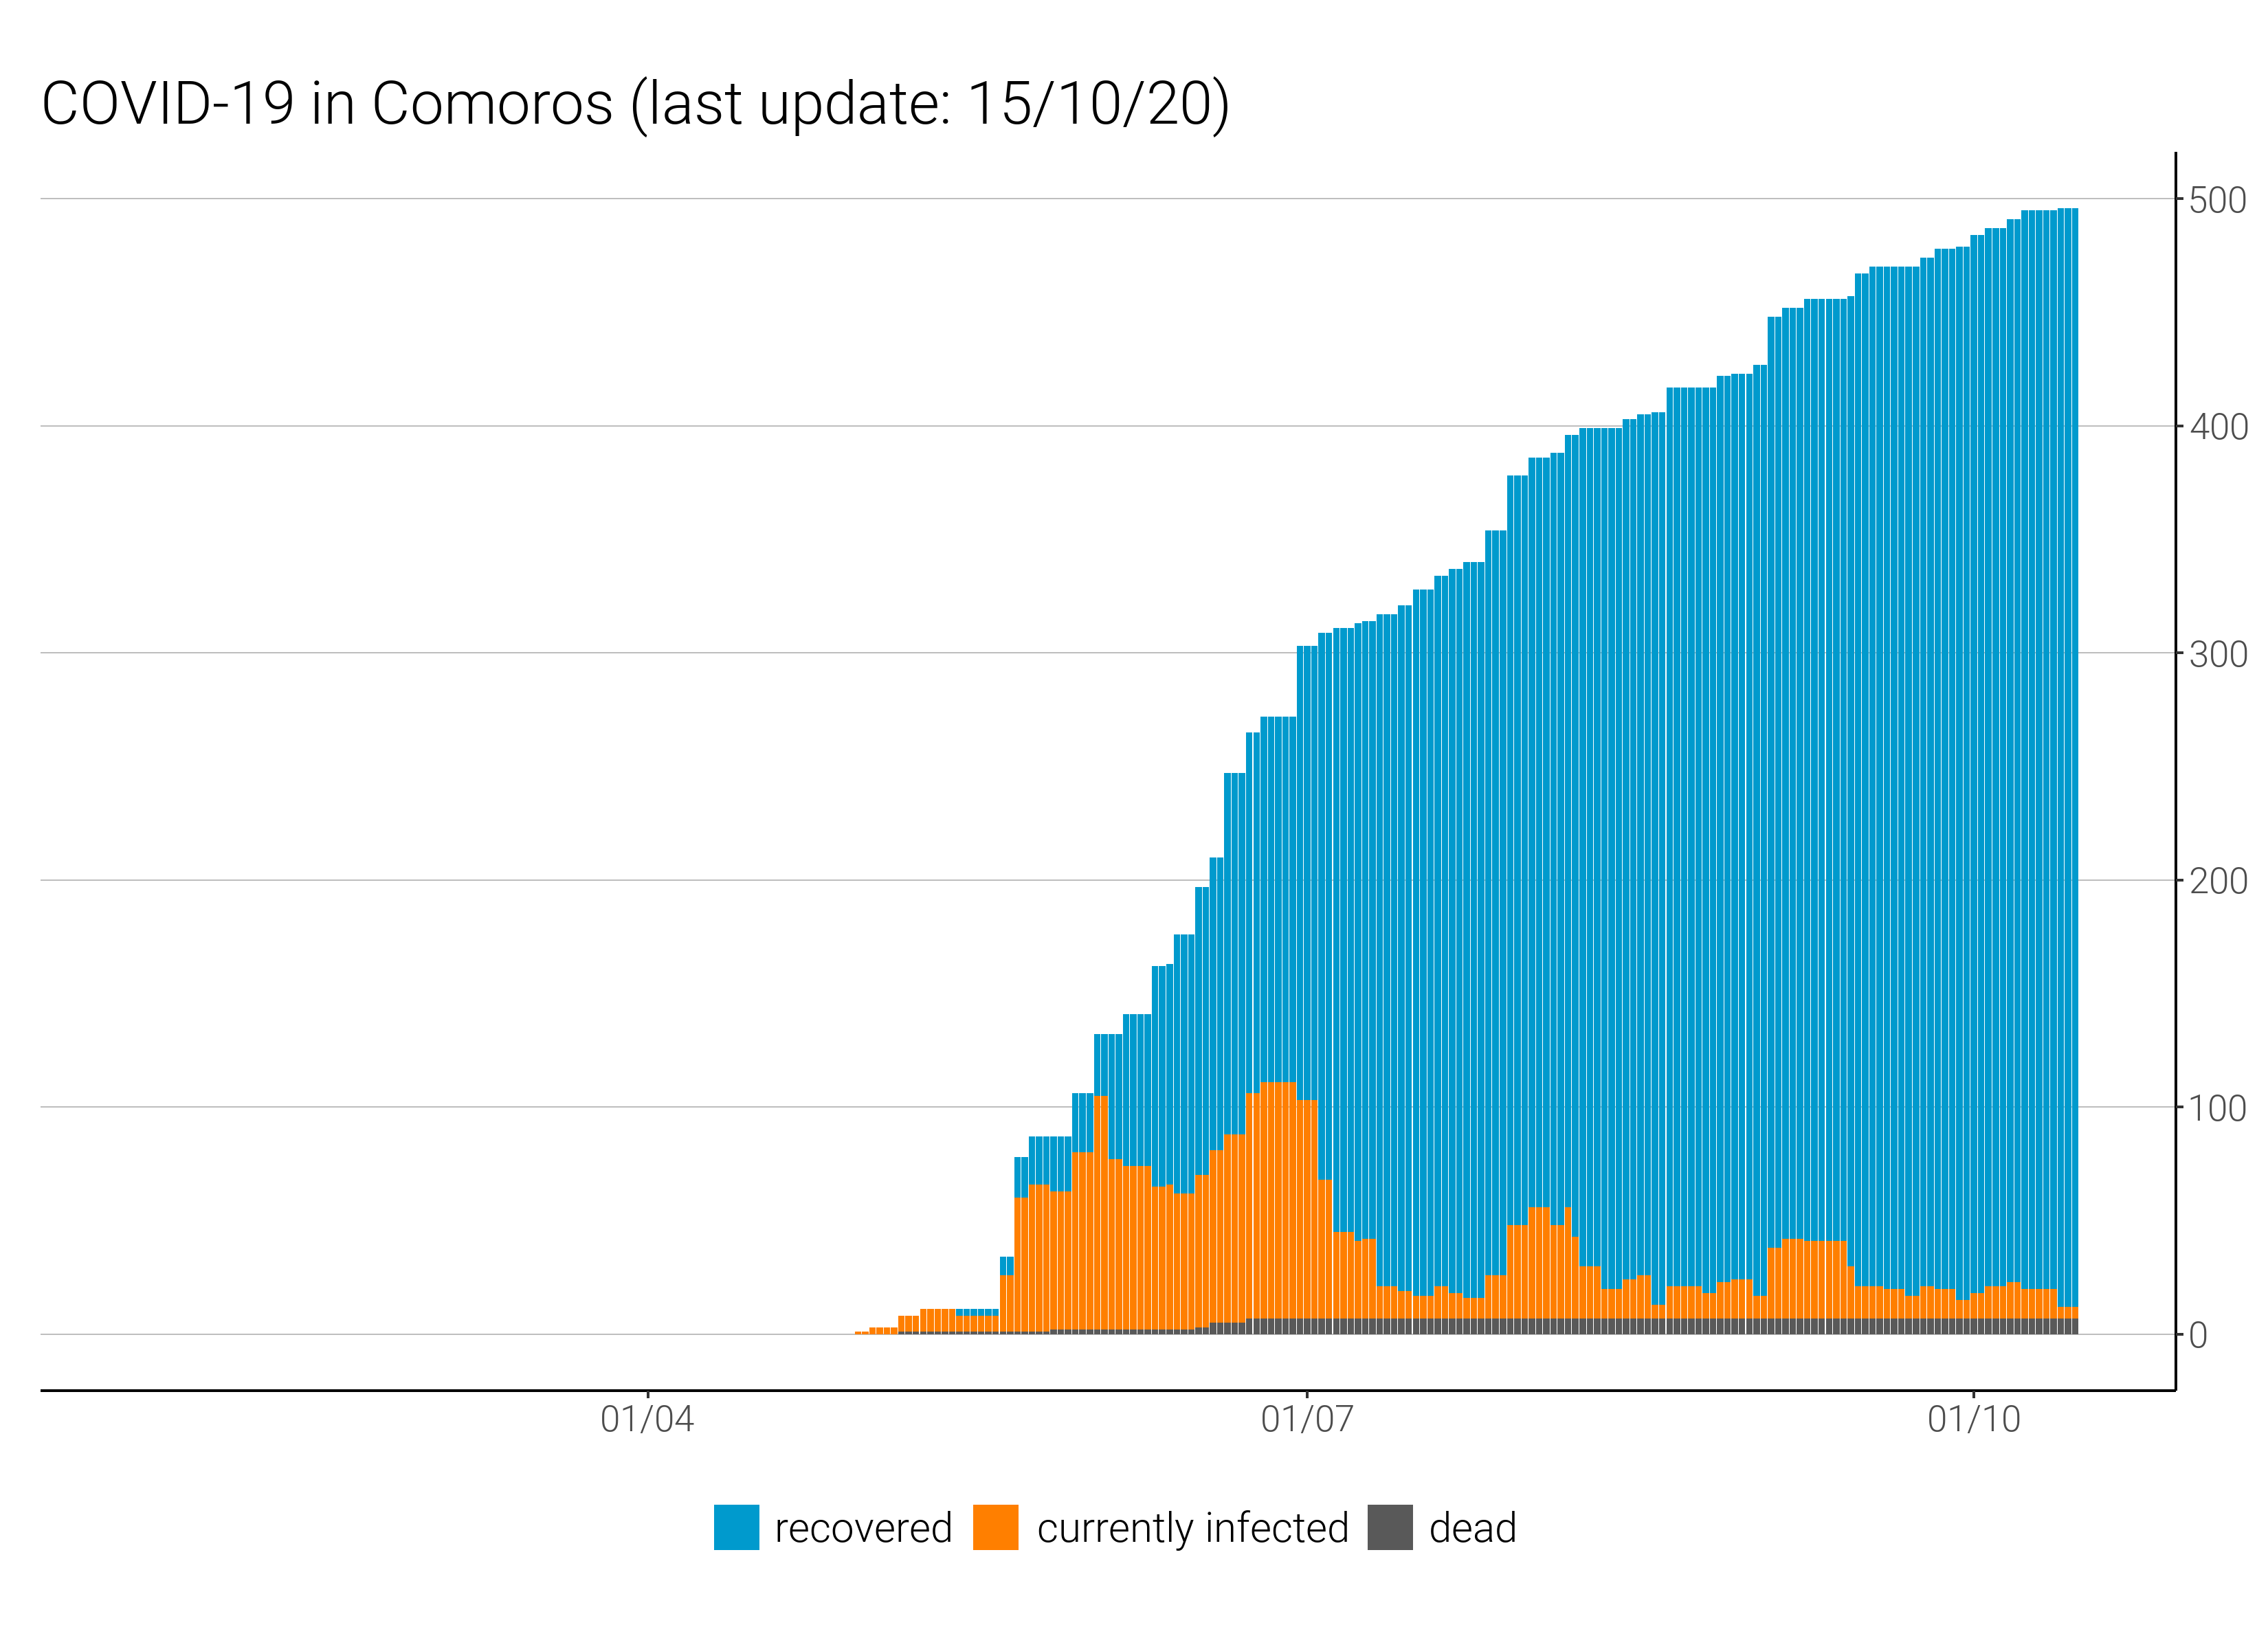 COVID-19 in Comoros (last update: 15/10/20)
500
400
300
200
100
0
01/04 01/07 01/10
recovered currently infected dead